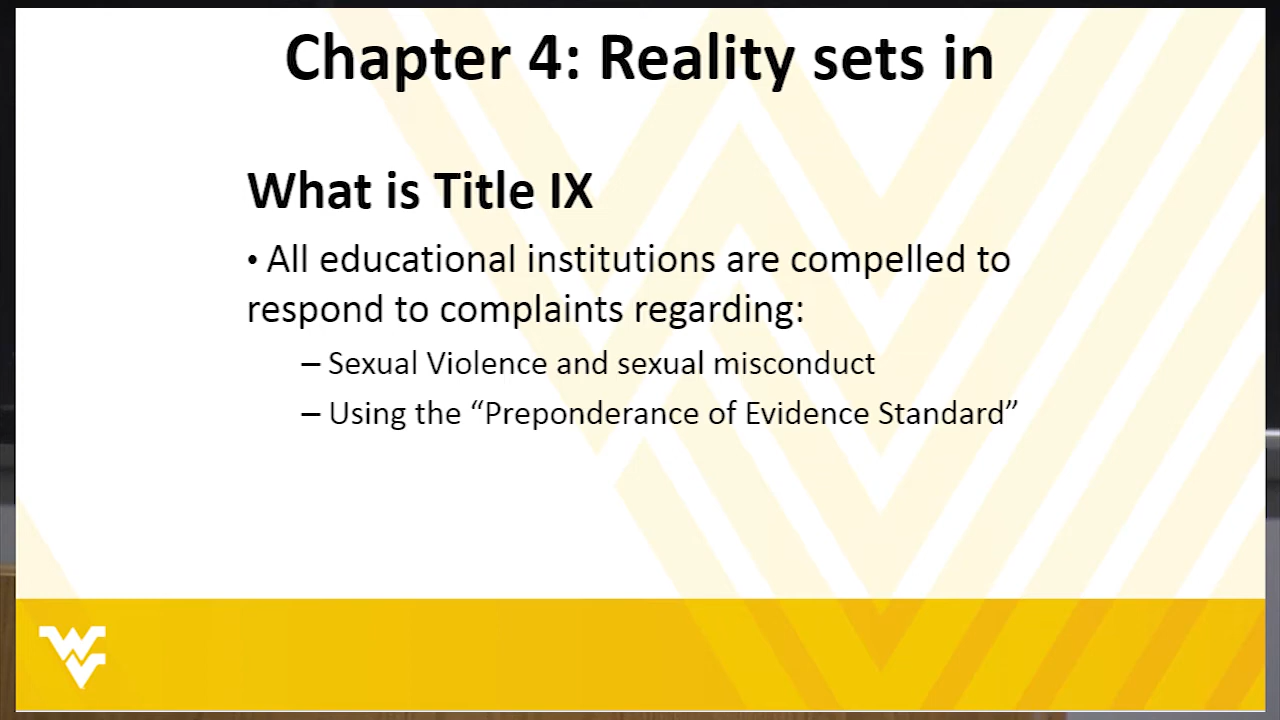 Chapter 4: Reality sets in
What is Title IX
• All educational institutions are compelled to
respond to complaints regarding:
– Sexual Violence and sexual misconduct
– Using the “Preponderance of Evidence Standard”
WV